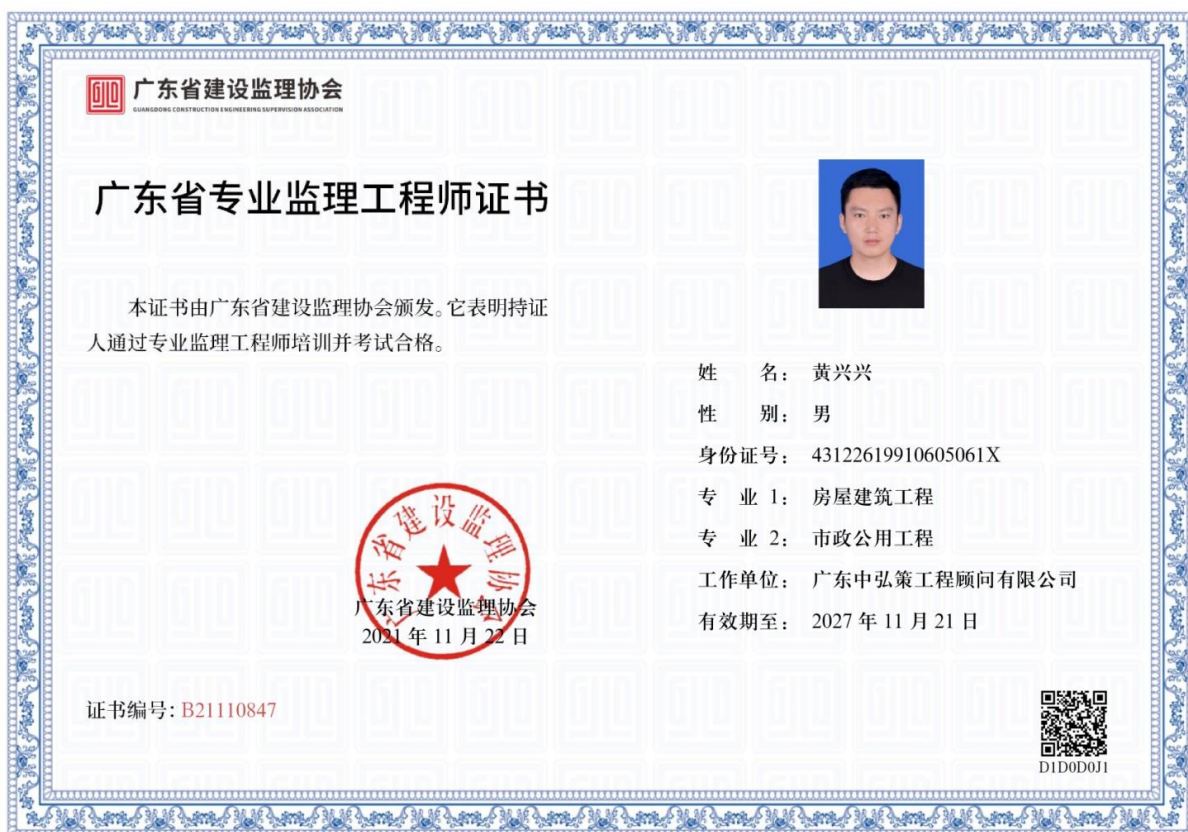 广东省建设监理协会
GUANGDONG CONSTRUCTION ENGINEERING SUPERVISION ASSOCIATION
广东省专业监理工程师证书
本证书由广东省建设监理协会颁发。它表明持证
人通过专业监理工程师培训并考试合格。
姓 名： 黄兴兴
性 别： 男
身份证号： 43122619910605061X
专 业 1： 房屋建筑工程
专 业 2： 市政公用工程
工作单位： 广东中弘策工程顾问有限公司
有效期至： 2027 年 11 月 21 日
广东省建设监理协会
广东省建设监理协会
2021 年 11 月 22 日
证书编号：B21110847
D1D0D0J1